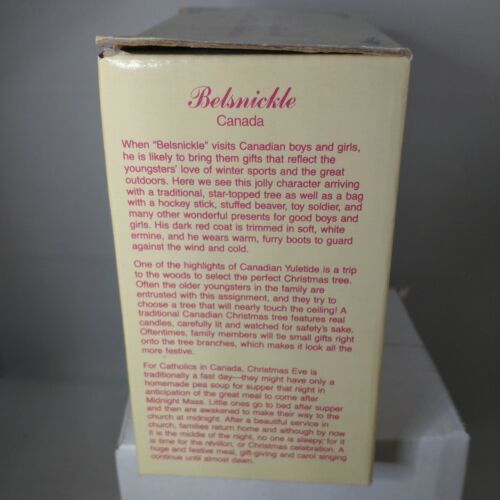 Belsnickle
Canada
When "Belsnickle" visits Canadian boys and girls,
he is likely to bring them gifts that reflect the
youngsters' love of winter sports and the great
outdoors. Here we see this jolly character arriving
with a traditional, star-topped tree as well as a bag
with a hockey stick, stuffed beaver, toy soldier, and
many other wonderful presents for good boys and
girls. His dark red coat is trimmed in soft, white
ermine, and he wears warm, furry boots to guard
against the wind and cold.
One of the highlights of Canadian Yuletide is a trip
to the woods to select the perfect Christmas tree.
Often the older youngsters in the family are
entrusted with this assignment, and they try to
choose a tree that will nearly touch the ceiling! A
traditional Canadian Christmas tree features real
candles, carefully lit and watched for safety's sake.
Oftentimes, family members will tie small gifts right
onto the tree branches, which makes it look all the
more festive.
For Catholics in Canada, Christmas Eve is
traditionally a fast day—they might have only a
homemade pea soup for supper that night in
anticipation of the great meal to come after
Midnight Mass. Little ones go to bed after supper
and then are awakened to make their way to the
church at midnight. After a beautiful service in
church, families return home and although by now
it is the middle of the night, no one is sleepy, for it
is time for the réveillon, or Christmas celebration. A
huge and festive meal, gift-giving and carol singing
continue until almost dawn.